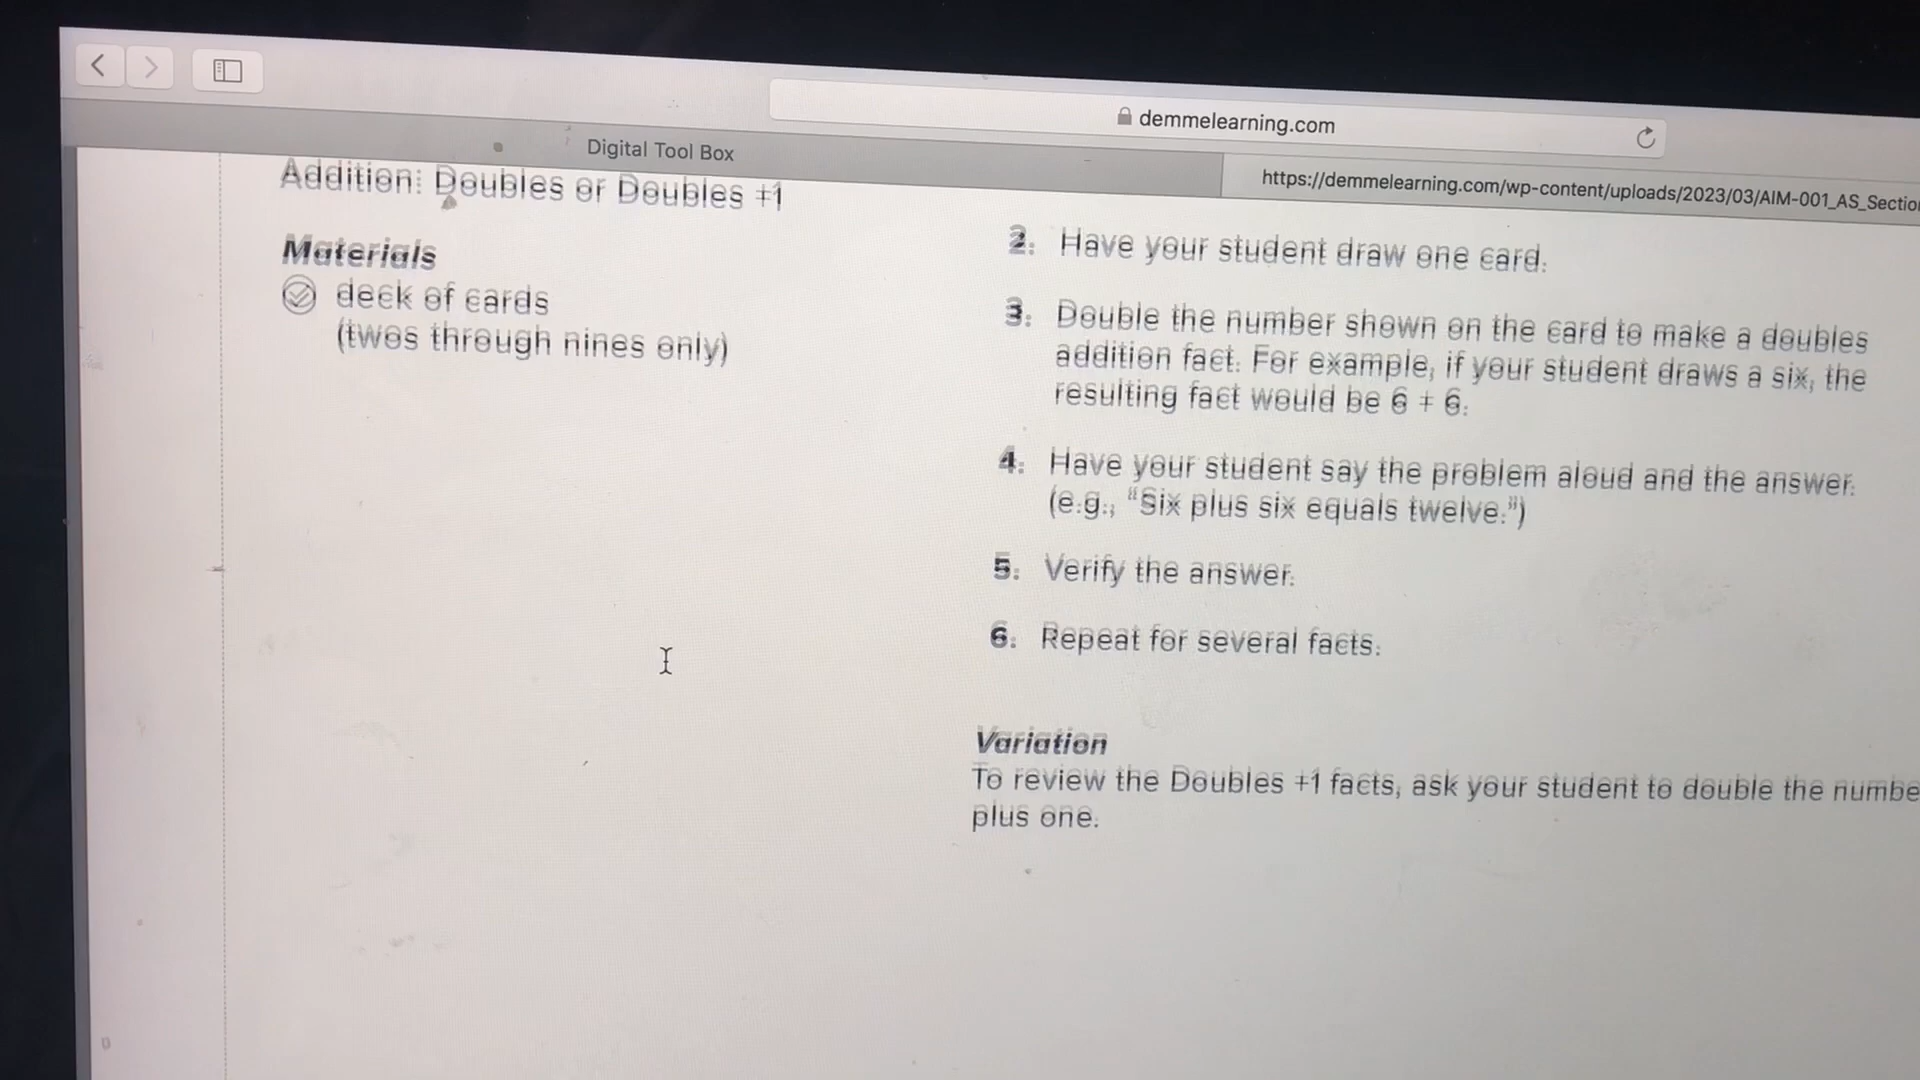 demmelearning.com
Digital Tool Box
https://demmelearning.com/wp-content/uploads/2023/03/AIM-001_AS_Sectio
Addition: Doubles or Doubles +1
Materials
deck of cards
(twos through nines only)
2. Have your student draw one card.
3. Double the number shown on the card to make a doubles
addition fact. For example, if your student draws a six, the
resulting fact would be 6 + 6.
4. Have your student say the problem aloud and the answer.
(e.g., “Six plus six equals twelve.”)
5. Verify the answer.
6. Repeat for several facts.
Variation
To review the Doubles +1 facts, ask your student to double the numbe
plus one.